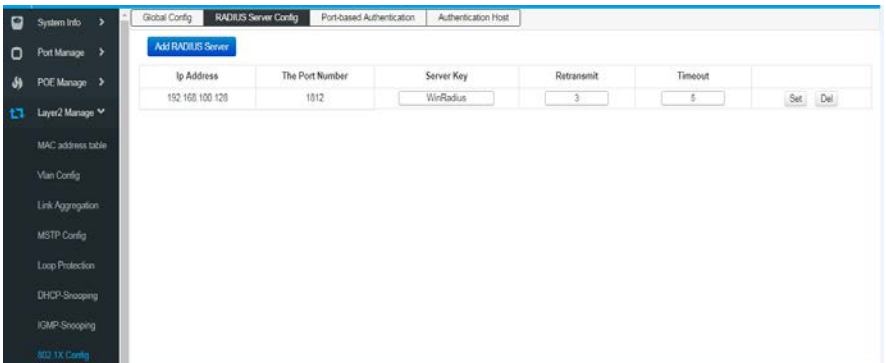 Global Config RADIUS Server Config Port-based Authentication Authentication Host
Add RADIUS Server
Ip Address The Port Number Server Key Retransmit Timeout
192.168.100.128 1812 WinRadius 3 5 Set Del
System Info
Port Manage
POE Manage
Layer2 Manage
MAC address table
Vlan Config
Link Aggregation
MSTP Config
Loop Protection
DHCP-Snooping
IGMP-Snooping
802.1X Config